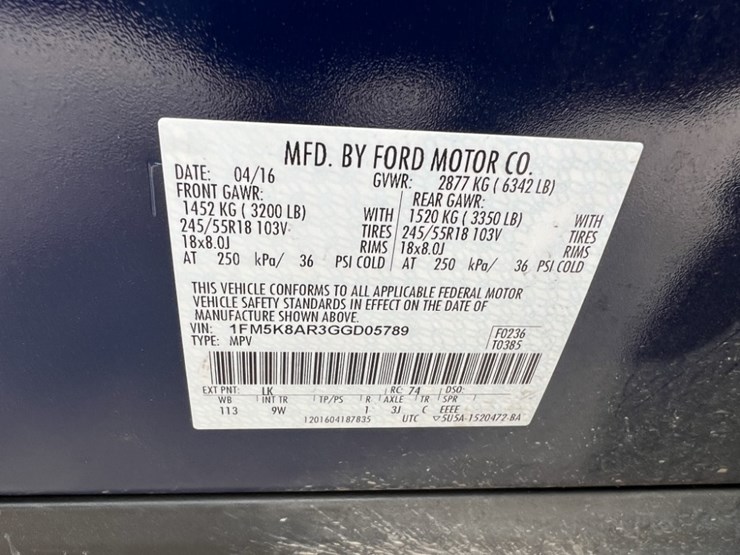 MFD. BY FORD MOTOR CO.
DATE: 04/16
GVWR: 2877 KG ( 6342 LB)
FRONT GAWR:
1452 KG ( 3200 LB) WITH
245/55R18 103V TIRES
18x8.0J RIMS
AT 250 kPa/ 36 PSI COLD
REAR GAWR:
1520 KG ( 3350 LB) WITH
245/55R18 103V TIRES
18x8.0J RIMS
AT 250 kPa/ 36 PSI COLD
THIS VEHICLE CONFORMS TO ALL APPLICABLE FEDERAL MOTOR
VEHICLE SAFETY STANDARDS IN EFFECT ON THE DATE OF
MANUFACTURE SHOWN ABOVE.
VIN: 1FM5K8AR3GGD05789
TYPE: MPV
F0236
T0385
EXT PNT: LK RC: 74 DSO:
WB INT TR TP/PS R AXLE TR SPR
113 9W 1 3J C EEEE
1201604187835 UTC ▽5U5A-1520472-BA